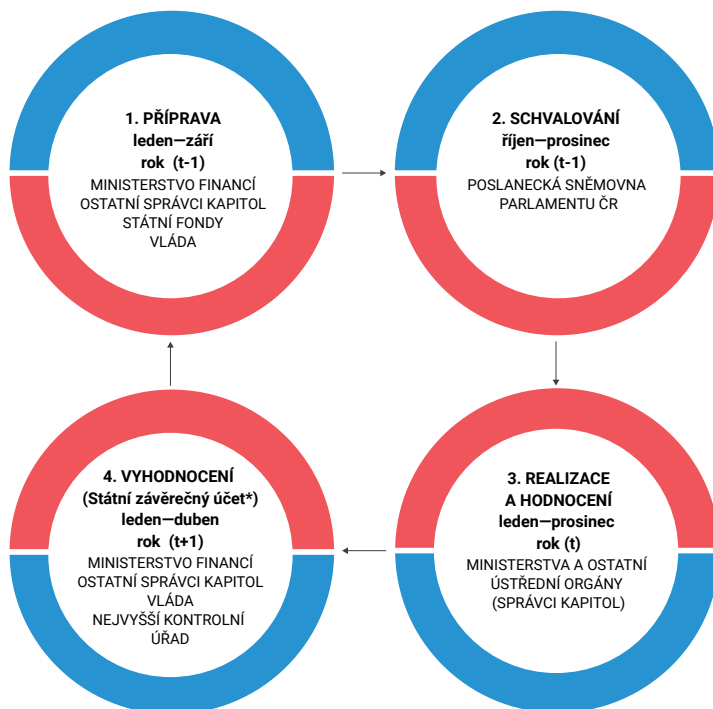 1. PŘÍPRAVA
leden—září
rok (t-1)
MINISTERSTVO FINANCÍ
OSTATNÍ SPRÁVCI KAPITOL
STÁTNÍ FONDY
VLÁDA
2. SCHVALOVÁNÍ
říjen—prosinec
rok (t-1)
POSLANECKÁ SNĚMOVNA
PARLAMENTU ČR
3. REALIZACE
A HODNOCENÍ
leden—prosinec
rok (t)
MINISTERSTVA A OSTATNÍ
ÚSTŘEDNÍ ORGÁNY
(SPRÁVCI KAPITOL)
4. VYHODNOCENÍ
(Státní závěrečný účet*)
leden—duben
rok (t+1)
MINISTERSTVO FINANCÍ
OSTATNÍ SPRÁVCI KAPITOL
VLÁDA
NEJVYŠŠÍ KONTROLNÍ
ÚŘAD